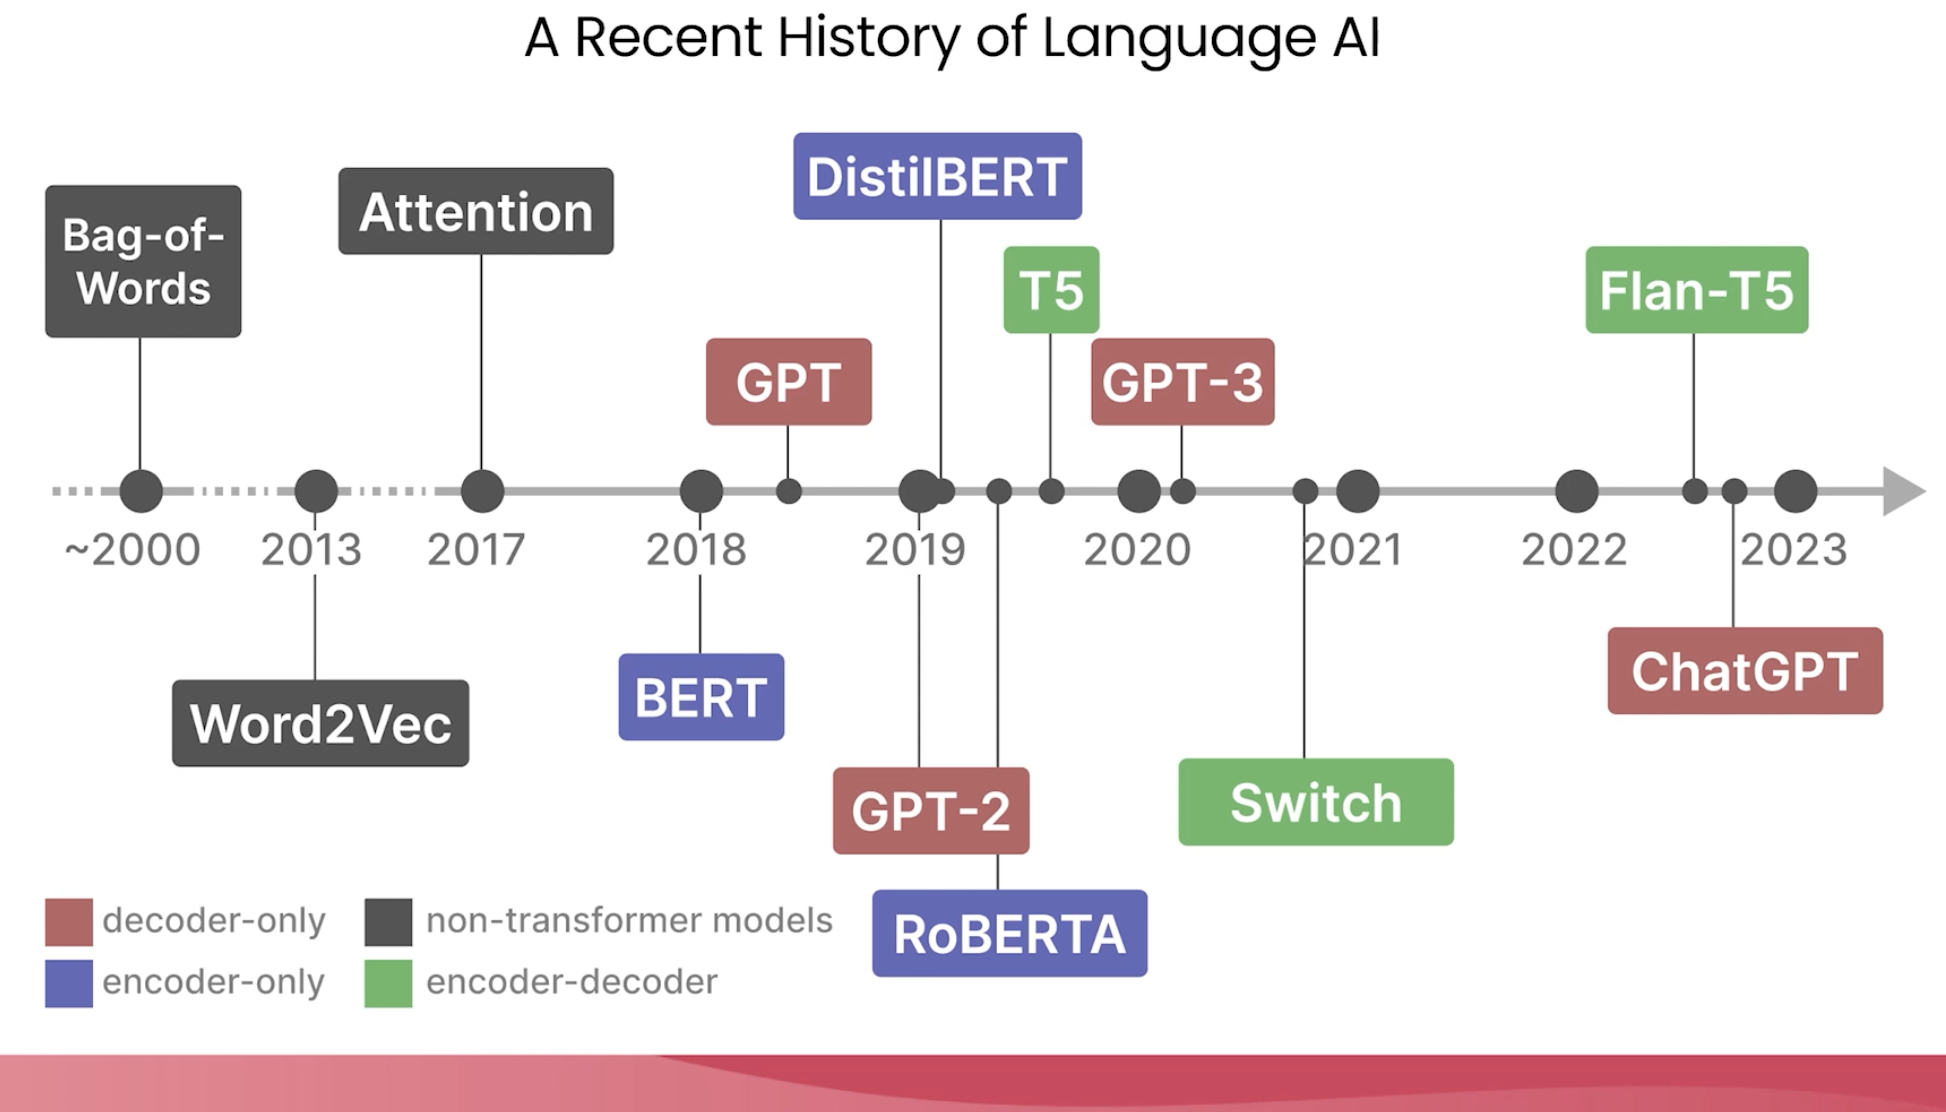 A Recent History of Language AI
DistilBERT
Attention
Bag-of-
Words
T5
Flan-T5
GPT
GPT-3
~2000
2013
2017
2018
2019
2020
2021
2022
2023
BERT
ChatGPT
Word2Vec
GPT-2
Switch
RoBERTA
decoder-only
non-transformer models
encoder-only
encoder-decoder